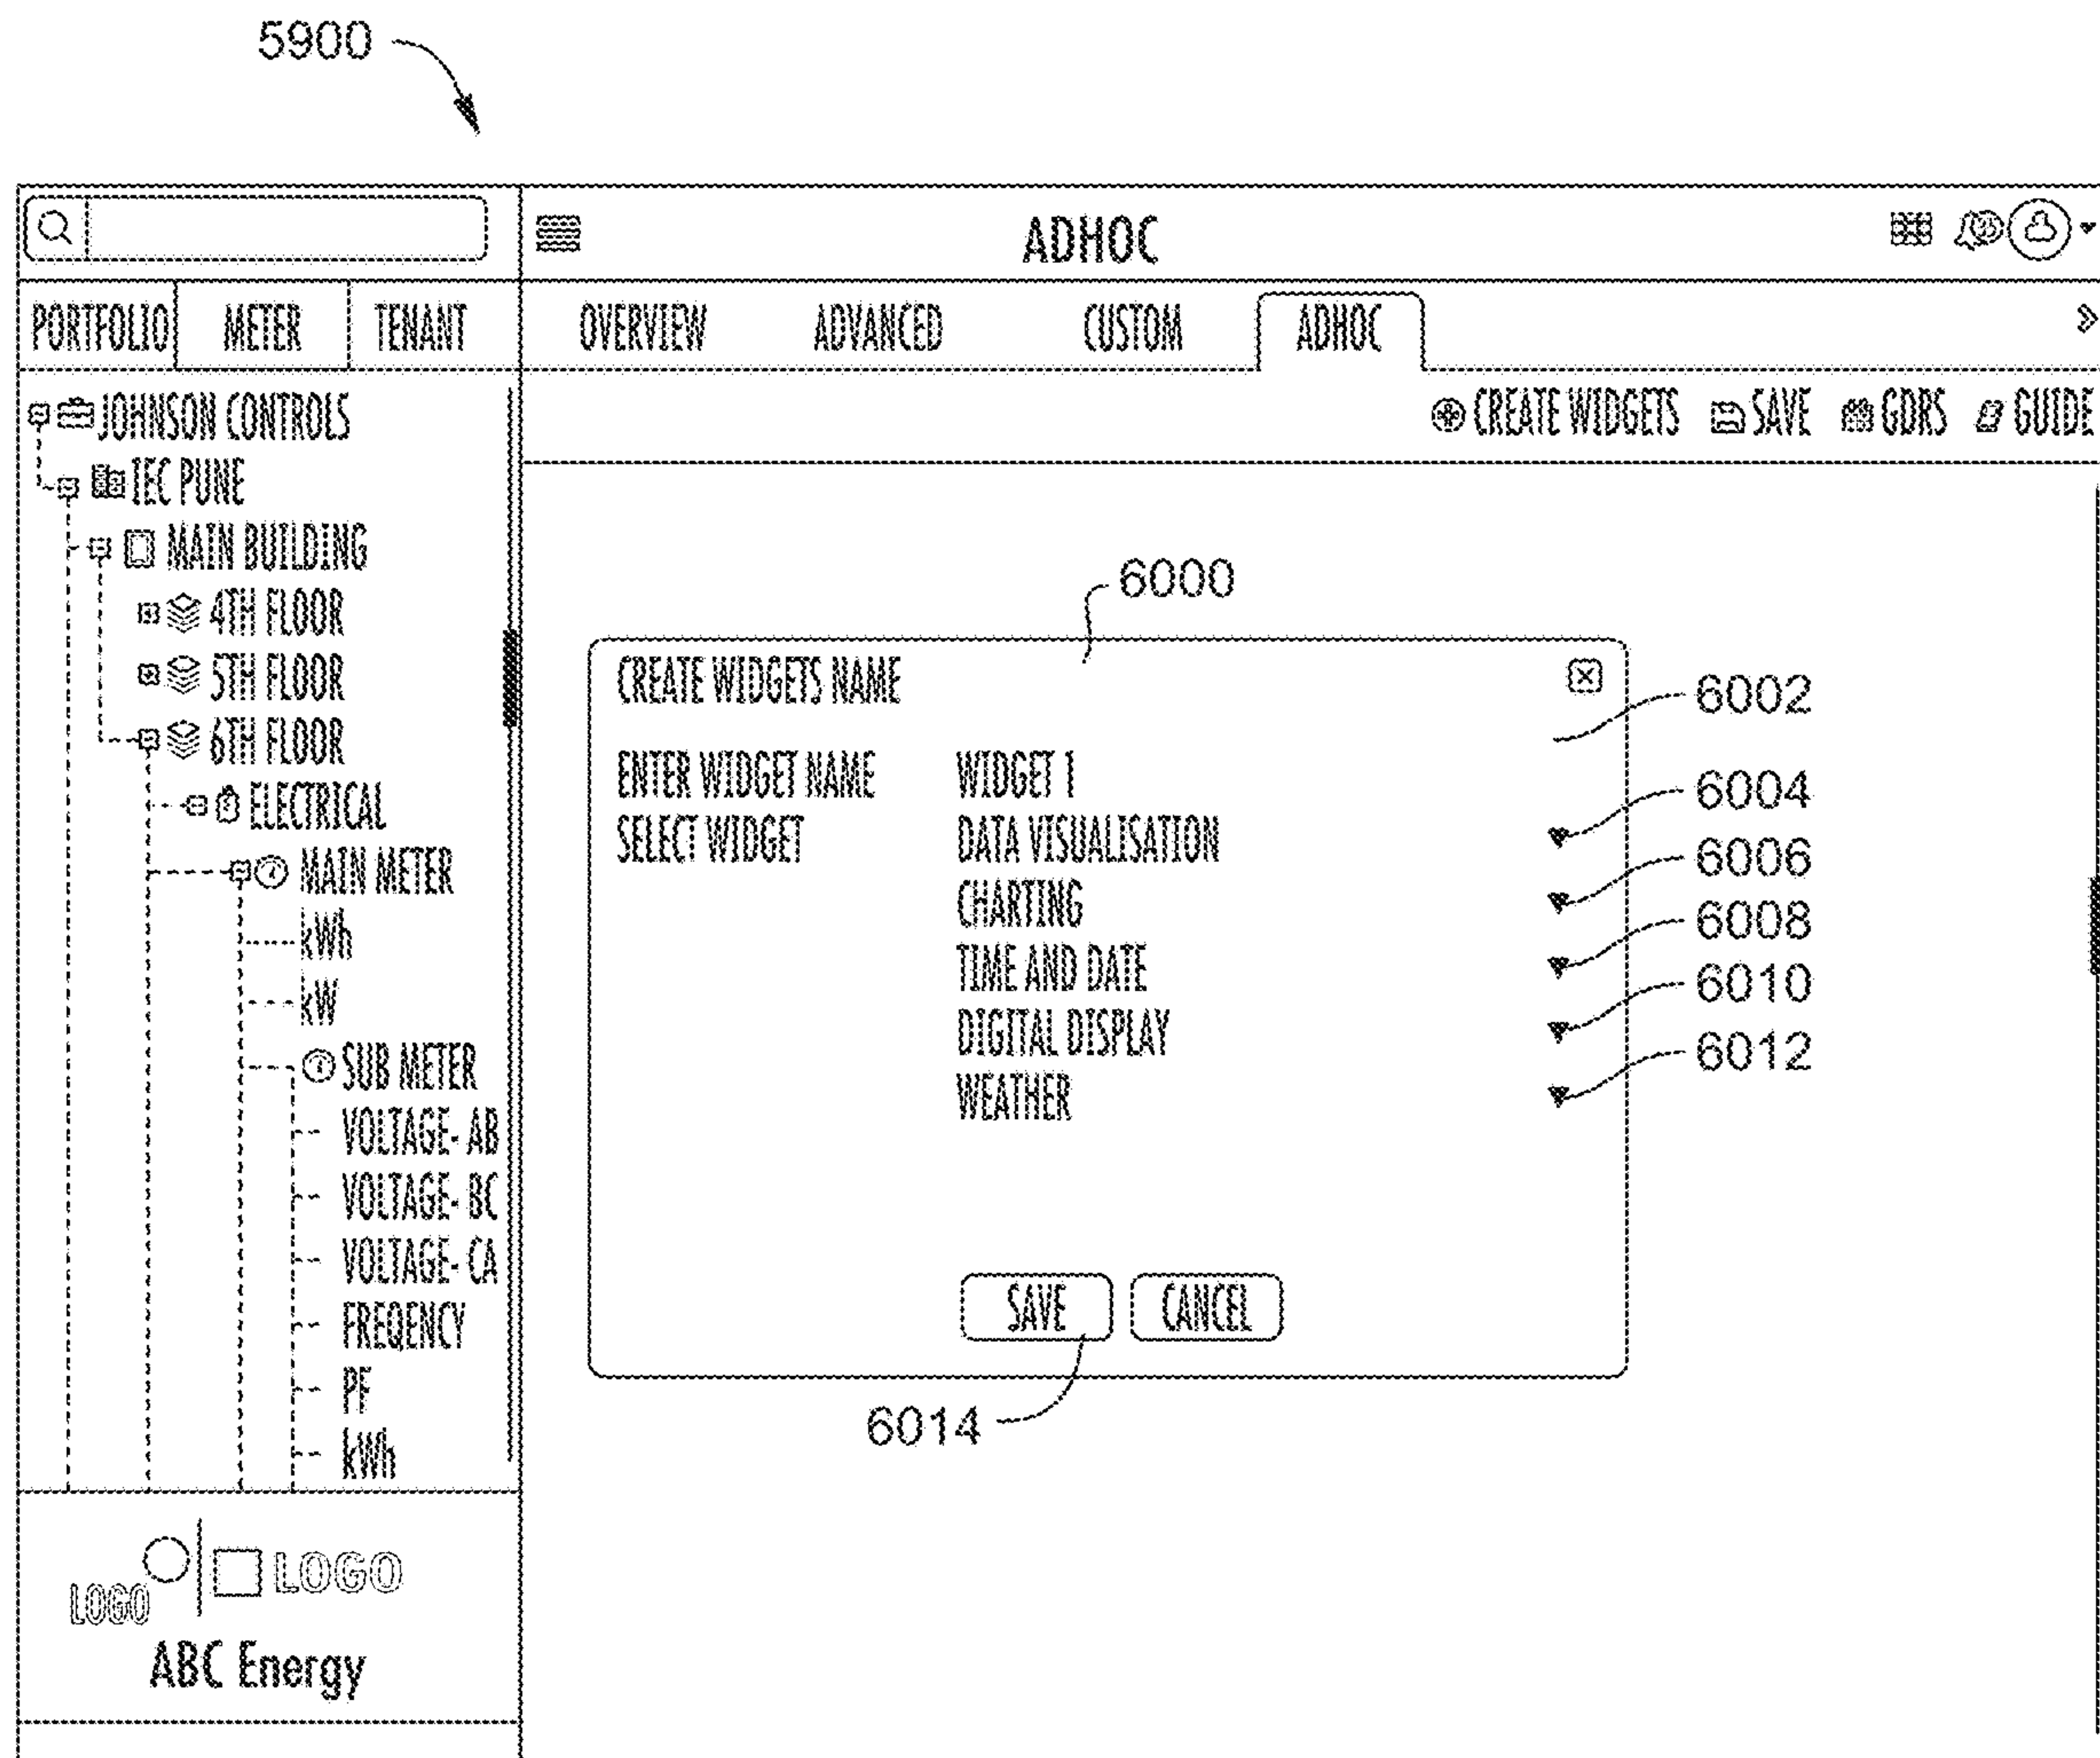 5900
ADHOC
PORTFOLIO METER TENANT
OVERVIEW ADVANCED CUSTOM ADHOC
CREATE WIDGETS SAVE GDRS GUIDE
JOHNSON CONTROLS
IEC PUNE
MAIN BUILDING
4TH FLOOR
5TH FLOOR
6TH FLOOR
ELECTRICAL
MAIN METER
kWh
kW
SUB METER
VOLTAGE- AB
VOLTAGE- BC
VOLTAGE- CA
FREQENCY
PF
kWh
LOGO LOGO
ABC Energy
6000
CREATE WIDGETS NAME
6002
ENTER WIDGET NAME WIDGET 1
SELECT WIDGET DATA VISUALISATION 6004
CHARTING 6006
TIME AND DATE 6008
DIGITAL DISPLAY 6010
WEATHER 6012
SAVE CANCEL
6014